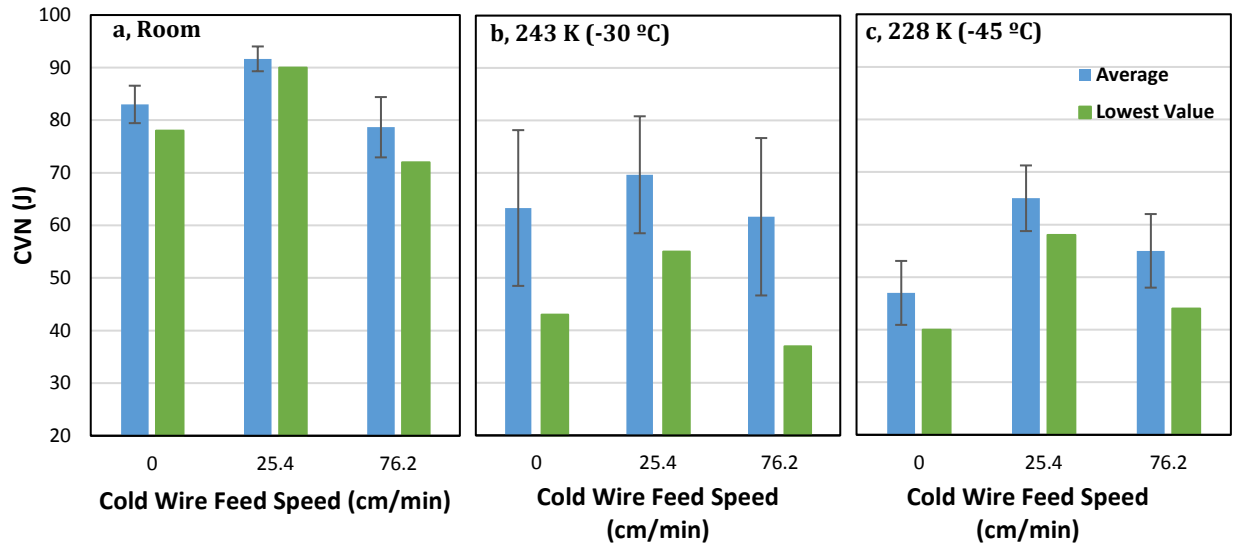 a, Room
b, 243 K (-30 ºC)
c, 228 K (-45 ºC)
Average
Lowest Value
CVN (J)
100
90
80
70
60
50
40
30
20
0
25.4
76.2
0
25.4
76.2
0
25.4
76.2
Cold Wire Feed Speed (cm/min)
Cold Wire Feed Speed
(cm/min)
Cold Wire Feed Speed
(cm/min)